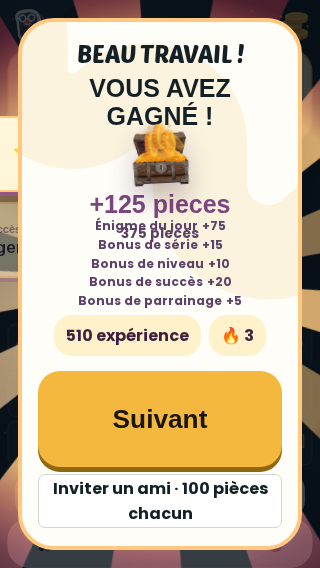 BEAU TRAVAIL !
VOUS AVEZ
GAGNÉ !
+125 pieces
Énigme du jour +75
375 pièces
Bonus de série +15
Bonus de niveau +10
Bonus de succès +20
Bonus de parrainage +5
510 expérience
🔥 3
Suivant
Inviter un ami · 100 pièces
chacun